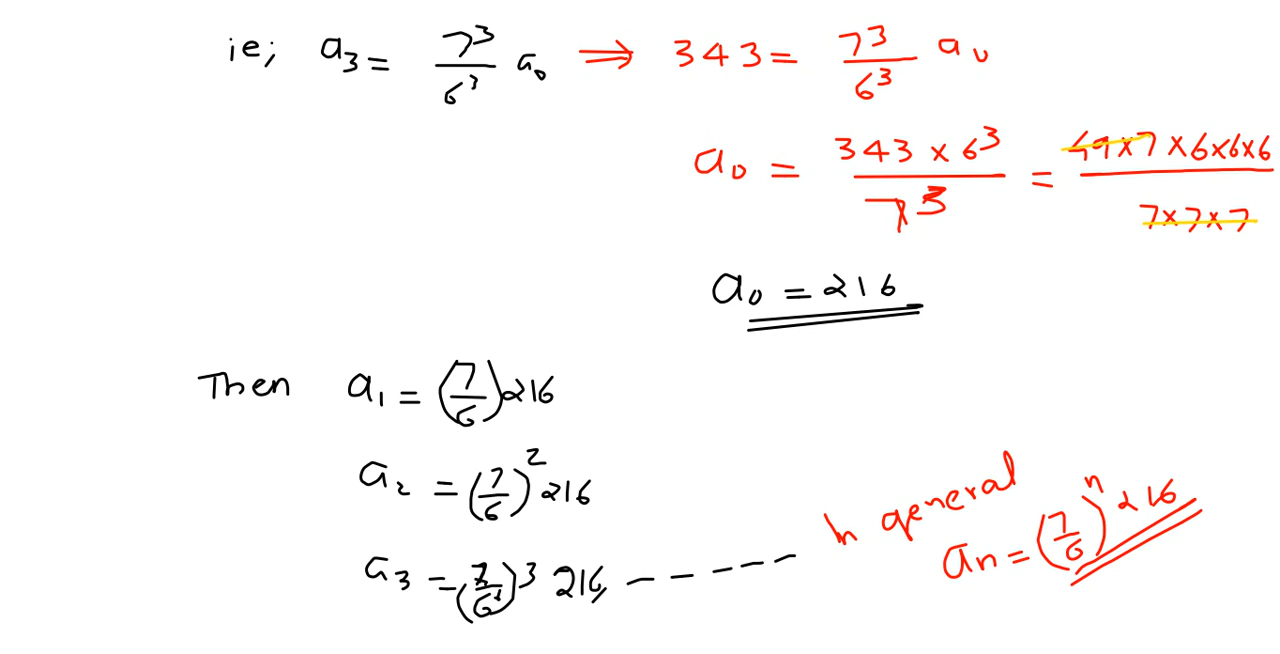 ie; a₃ = 7³/6³ a₀ ⟹ 343 = 7³/6³ a₀
a₀ = 343 × 6³/7³ = 49×7×6×6×6/7×7×7
a₀ = 216
Then a₁ = (7/6)216
a₂ = (7/6)² 216
a₃ = (7/6)³ 216, ------ In general
aₙ = (7/6)ⁿ 216